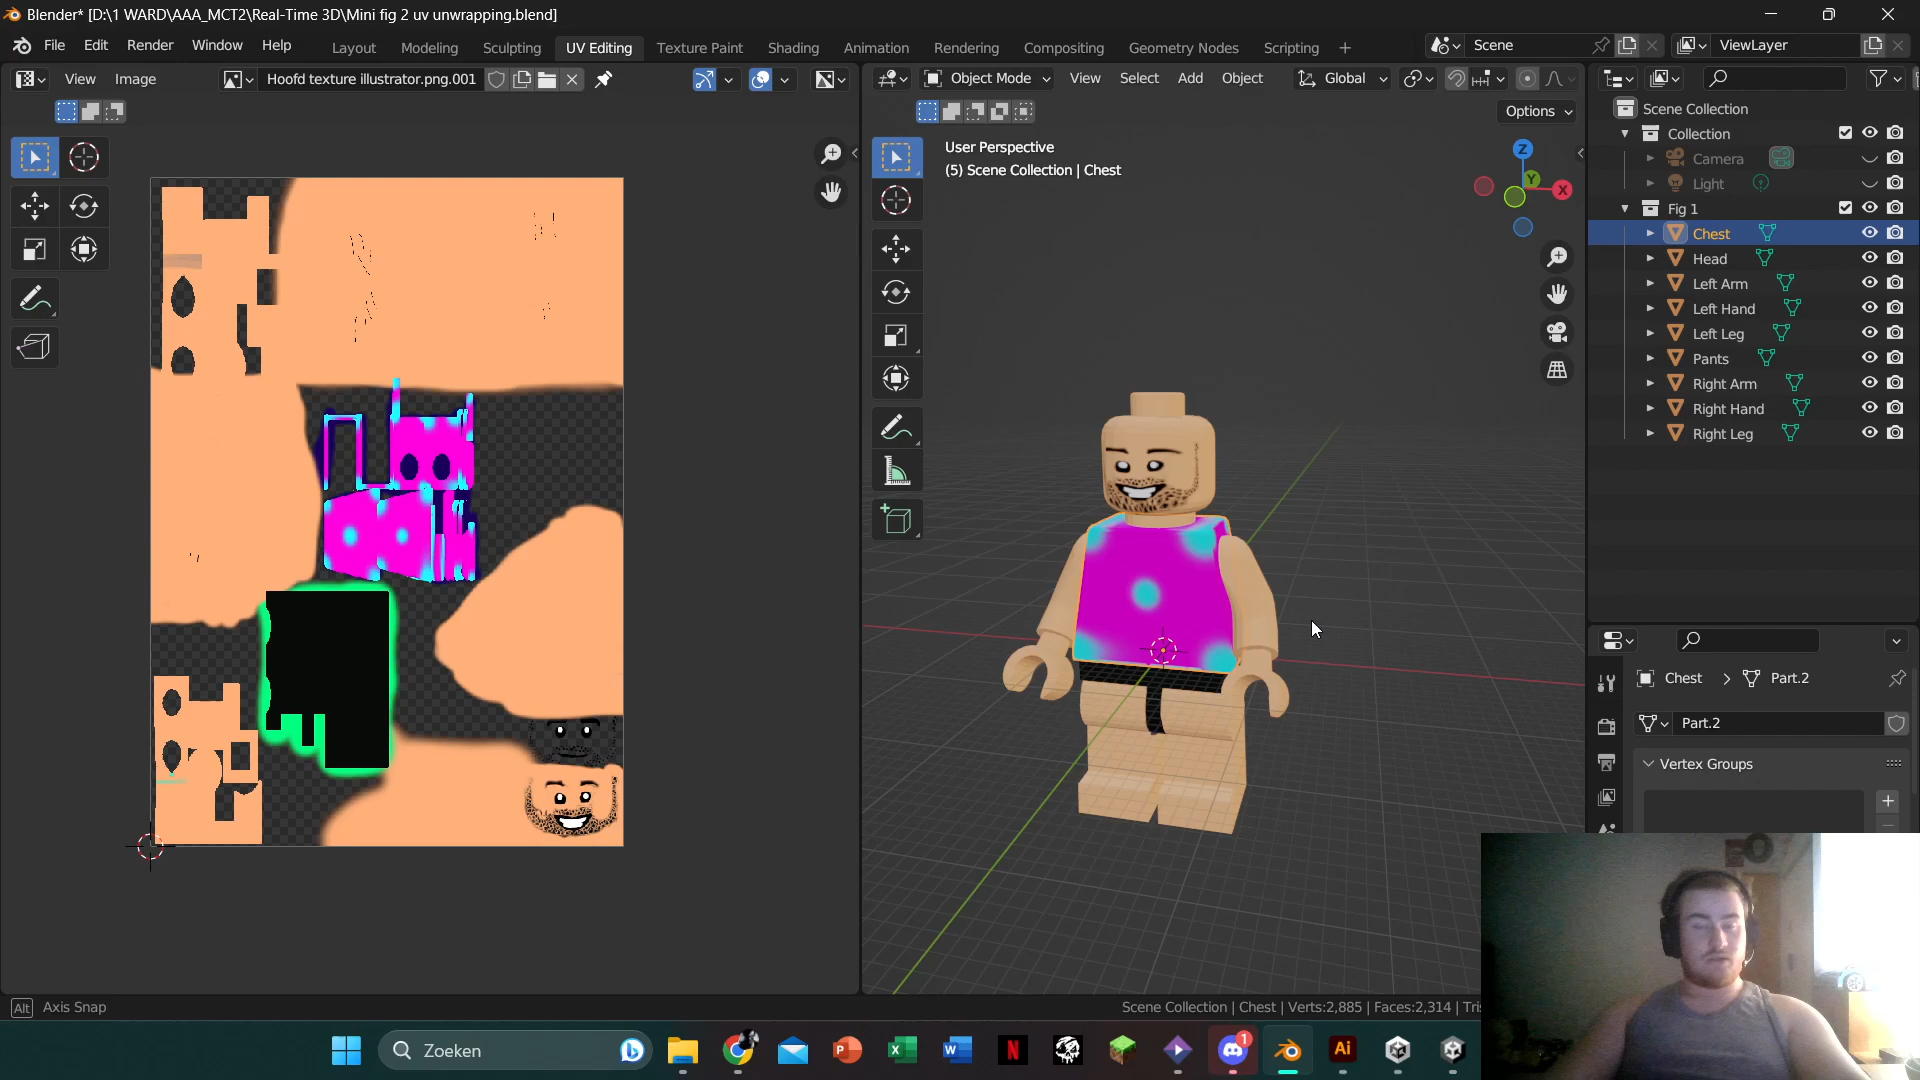 Blender* [D:\1 WARD\AAA_MCT2\Real-Time 3D\Mini fig 2 uv unwrapping.blend]
File Edit Render Window Help Layout Modeling Sculpting UV Editing Texture Paint Shading Animation Rendering Compositing Geometry Nodes Scripting + Scene ViewLayer
View Image Hoofd texture illustrator.png.001 Object Mode View Select Add Object Global
Options
User Perspective
(5) Scene Collection | Chest
Z
Y
X
Scene Collection
Collection
Camera
Light
Fig 1
Chest
Head
Left Arm
Left Hand
Left Leg
Pants
Right Arm
Right Hand
Right Leg
Chest > Part.2
Part.2
Vertex Groups
Alt Axis Snap
Scene Collection | Chest | Verts:2,885 | Faces:2,314 | Tri
Zoeken
1
Ai